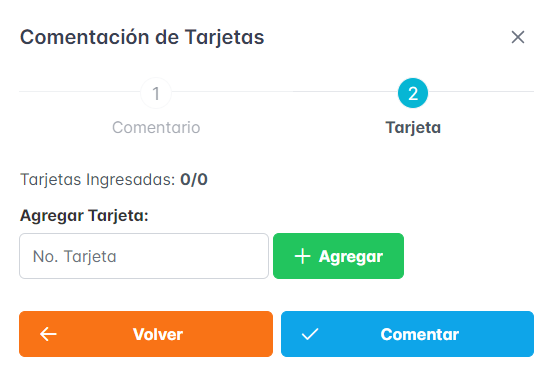 Comentación de Tarjetas
1
2
Comentario
Tarjeta
Tarjetas Ingresadas: 0/0
Agregar Tarjeta:
No. Tarjeta
Agregar
Volver
Comentar